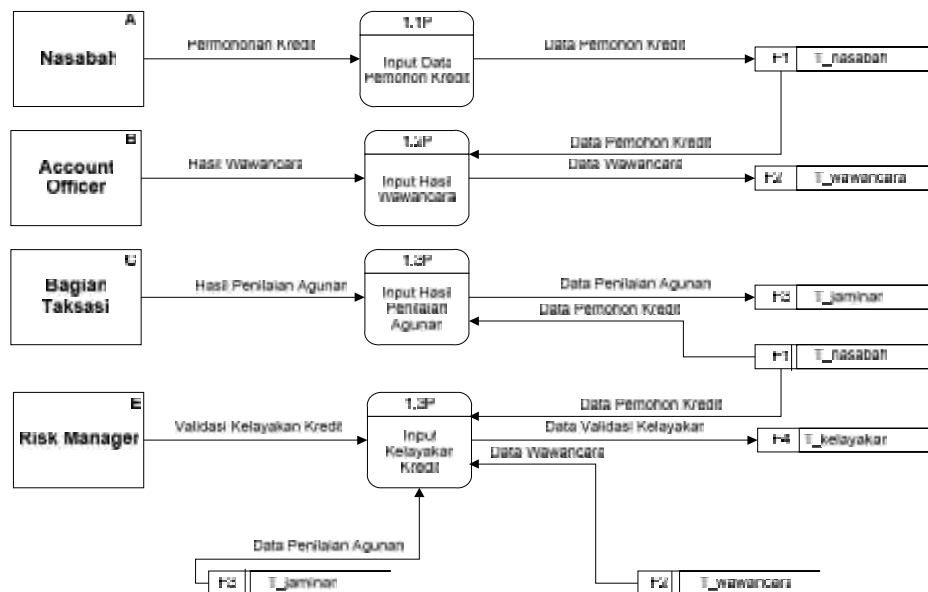 A
Nasabah
Permohonan Kredit
1.1P
Input Data
Pemohon Kredit
Data Pemohon Kredit
F1 T_nasabah
B
Account
Officer
Hasil Wawancara
1.2P
Input Hasil
Wawancara
Data Pemohon Kredit
Data Wawancara
F2 T_wawancara
C
Bagian
Taksasi
Hasil Penilaian Agunan
1.3P
Input Hasil
Penilaian
Agunan
Data Penilaian Agunan
Data Pemohon Kredit
F3 T_jaminan
F1 T_nasabah
E
Risk Manager
Validasi Kelayakan Kredit
1.3P
Input
Kelayakan
Kredit
Data Pemohon Kredit
Data Validasi Kelayakan
Data Wawancara
F4 T_kelayakan
Data Penilaian Agunan
F3 T_jaminan
F2 T_wawancara